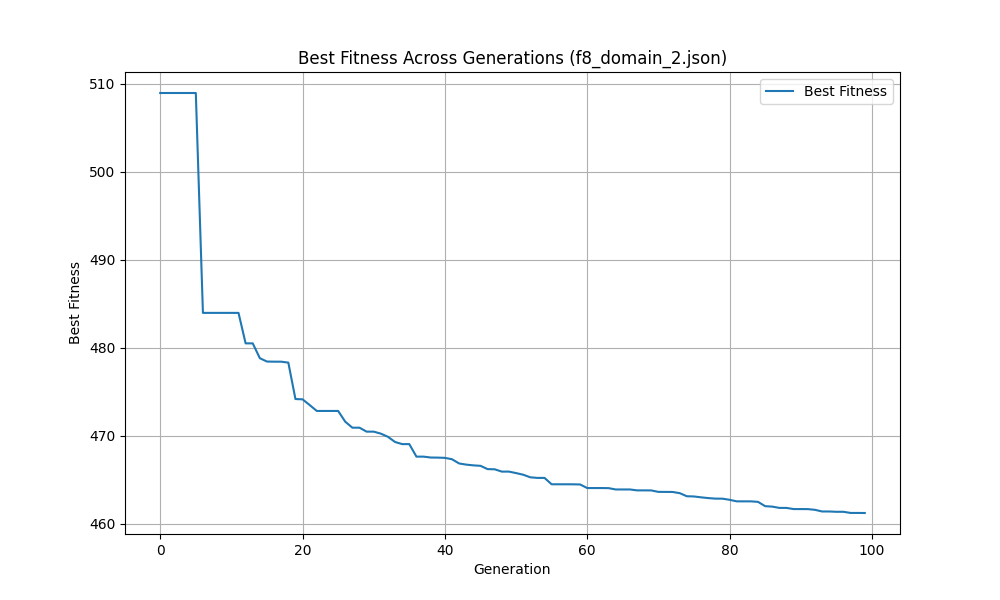 Best Fitness Across Generations (f8_domain_2.json)
Best Fitness
510
500
490
480
470
460
Best Fitness
0 20 40 60 80 100
Generation